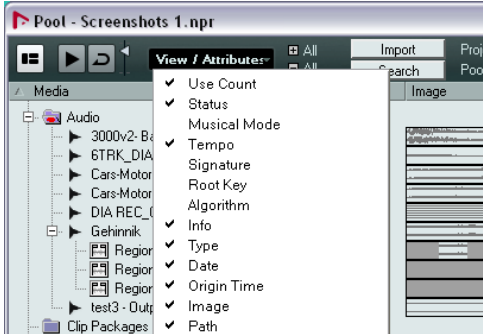 Pool - Screenshots 1.npr
View / Attributes
All
Import
All
Search
Media
Image
Use Count
Status
Musical Mode
Tempo
Signature
Root Key
Algorithm
Info
Type
Date
Origin Time
Image
Path
Audio
3000v2-
6TRK_DIA
Cars-Motor
Cars-Motor
DIA REC_
Gehinnik
Region
Region
Region
test3 -
Clip Packages